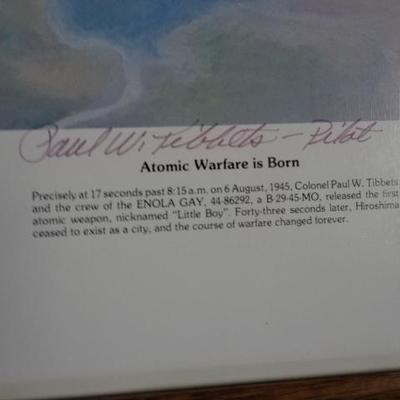 Paul W. Tibbets – Pilot
Atomic Warfare is Born
Precisely at 17 seconds past 8:15 a.m. on 6 August, 1945, Colonel Paul W. Tibbets
and the crew of the ENOLA GAY, 44-86292, a B-29-45-MO, released the first
atomic weapon, nicknamed "Little Boy". Forty-three seconds later, Hiroshima
ceased to exist as a city, and the course of warfare changed forever.